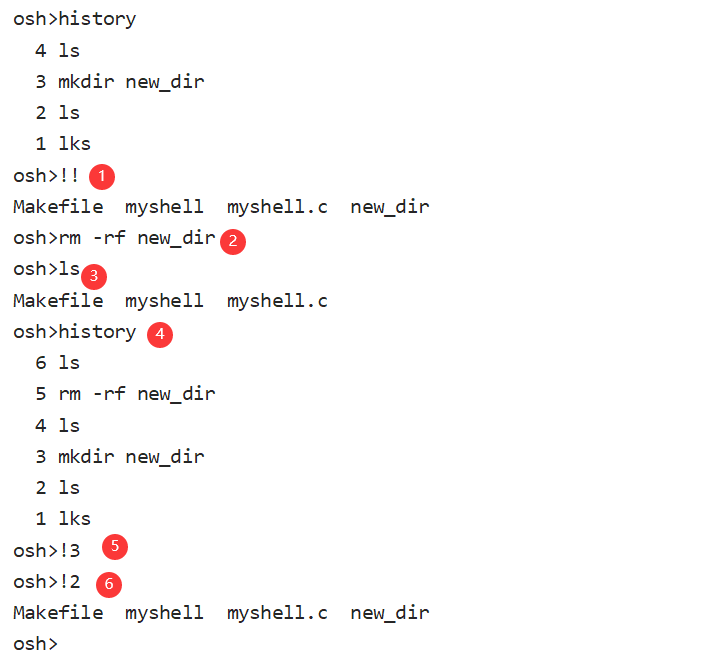 osh>history
4 ls
3 mkdir new_dir
2 ls
1 lks
osh>!! 1
Makefile myshell myshell.c new_dir
osh>rm -rf new_dir 2
osh>ls 3
Makefile myshell myshell.c
osh>history 4
6 ls
5 rm -rf new_dir
4 ls
3 mkdir new_dir
2 ls
1 lks
osh>!3 5
osh>!2 6
Makefile myshell myshell.c new_dir
osh>